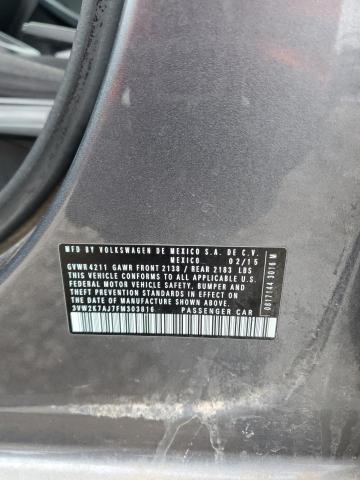 MFD BY VOLKSWAGEN DE MEXICO S.A. DE C.V.
MEXICO 02/15
GVWR 4211 GAWR FRONT 2138 / REAR 2183 LBS
THIS VEHICLE CONFORMS TO ALL APPLICABLE U.S.
FEDERAL MOTOR VEHICLE SAFETY, BUMPER AND
THEFT PREVENTION STANDARDS IN EFFECT ON THE
DATE OF MANUFACTURE SHOWN ABOVE.
3VW2K7AJ7FM303816 PASSENGER CAR
0617144 3016 M